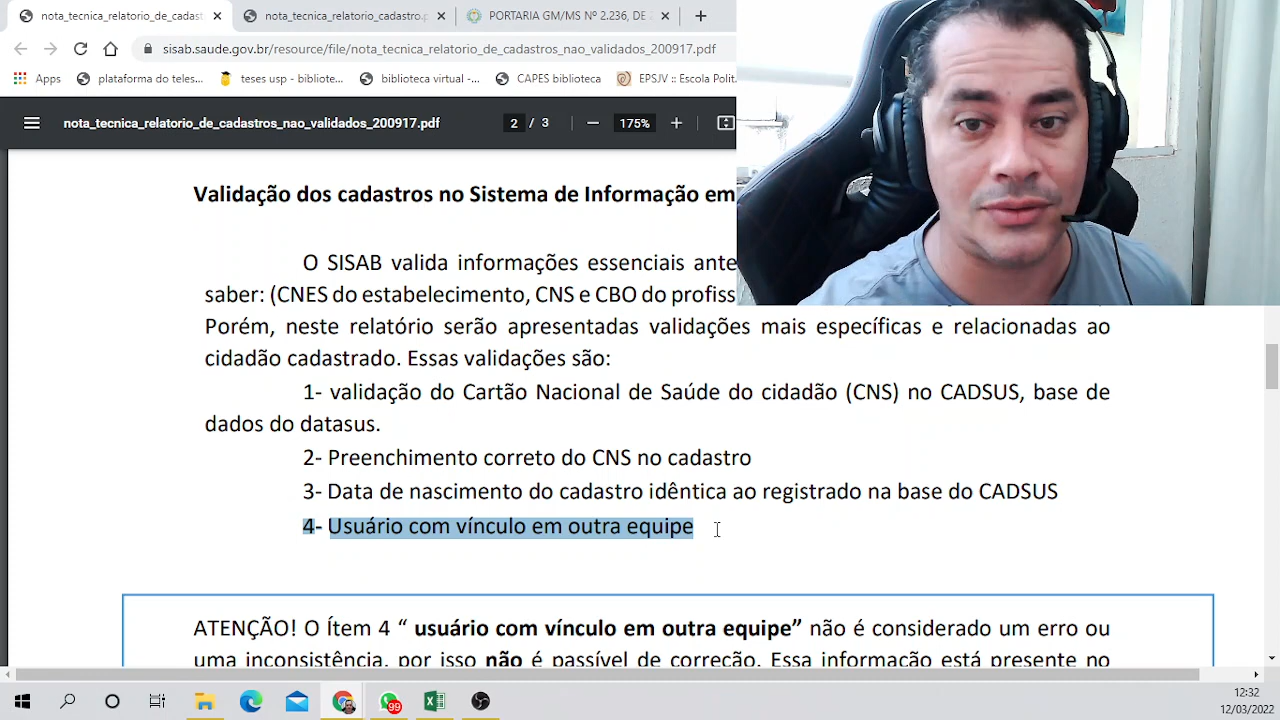 nota_tecnica_relatorio_de_cadast
nota_tecnica_relatorio_cadastro.p
PORTARIA GM/MS Nº 2.236, DE 2
sisab.saude.gov.br/resource/file/nota_tecnica_relatorio_de_cadastros_nao_validados_200917.pdf
Apps
plataforma do teles...
teses usp - bibliote...
biblioteca virtual -...
CAPES biblioteca
EPSJV :: Escola Polit.
nota_tecnica_relatorio_de_cadastros_nao_validados_200917.pdf
2 / 3
175%
Validação dos cadastros no Sistema de Informação em
O SISAB valida informações essenciais ante
saber: (CNES do estabelecimento, CNS e CBO do profiss
Porém, neste relatório serão apresentadas validações mais específicas e relacionadas ao
cidadão cadastrado. Essas validações são:
1- validação do Cartão Nacional de Saúde do cidadão (CNS) no CADSUS, base de
dados do datasus.
2- Preenchimento correto do CNS no cadastro
3- Data de nascimento do cadastro idêntica ao registrado na base do CADSUS
4- Usuário com vínculo em outra equipe
ATENÇÃO! O Ítem 4 “ usuário com vínculo em outra equipe” não é considerado um erro ou
uma inconsistência, por isso não é passível de correção. Essa informação está presente no
99
12:32
12/03/2022